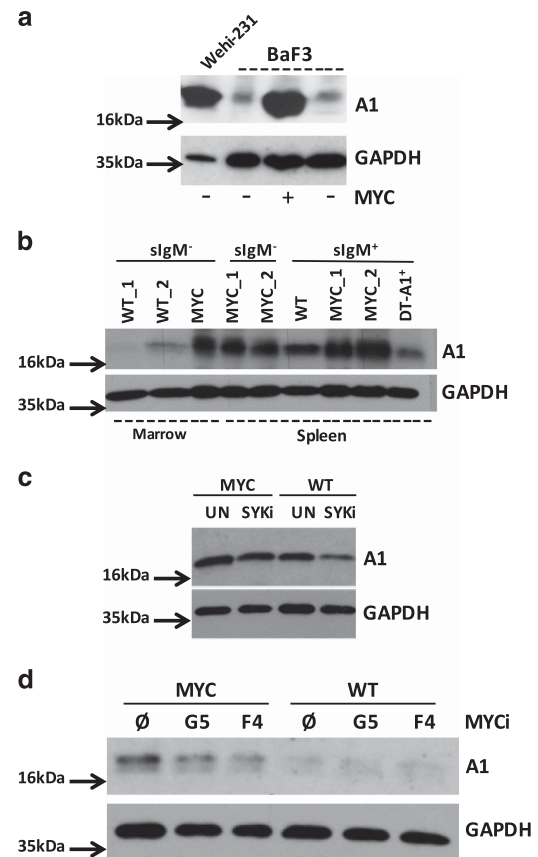 a
Wehi-231
BaF3
A1
16kDa
35kDa
GAPDH
- - + - MYC
b
sIgM- sIgM- sIgM+
WT_1 WT_2 MYC MYC_1 MYC_2 WT MYC_1 MYC_2 DT-A1+
A1
16kDa
GAPDH
35kDa
Marrow Spleen
c
MYC WT
UN SYKi UN SYKi
A1
16kDa
GAPDH
35kDa
d
MYC WT
Ø G5 F4 Ø G5 F4 MYCi
A1
16kDa
GAPDH
35kDa